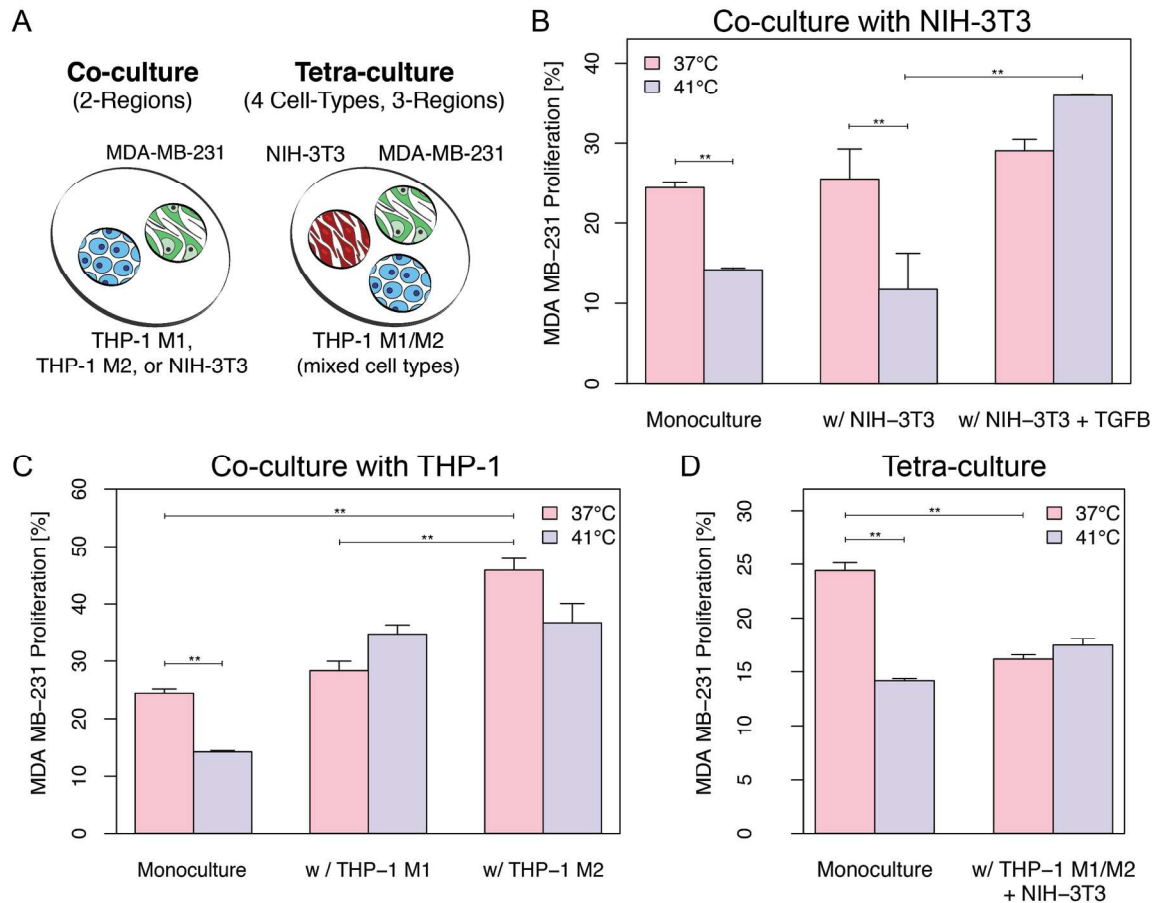 A
Co-culture
(2-Regions)
Tetra-culture
(4 Cell-Types, 3-Regions)
MDA-MB-231
NIH-3T3
MDA-MB-231
THP-1 M1,
THP-1 M2, or NIH-3T3
THP-1 M1/M2
(mixed cell types)
B
Co-culture with NIH-3T3
MDA MB–231 Proliferation [%]
40
30
20
10
0
37°C
41°C
**
**
**
Monoculture
w/ NIH–3T3
w/ NIH–3T3 + TGFB
C
Co-culture with THP-1
MDA MB–231 Proliferation [%]
60
50
40
30
20
10
0
37°C
41°C
**
**
**
Monoculture
w / THP–1 M1
w/ THP–1 M2
D
Tetra-culture
MDA MB–231 Proliferation [%]
30
25
20
15
10
5
0
37°C
41°C
**
**
Monoculture
w/ THP–1 M1/M2
+ NIH–3T3